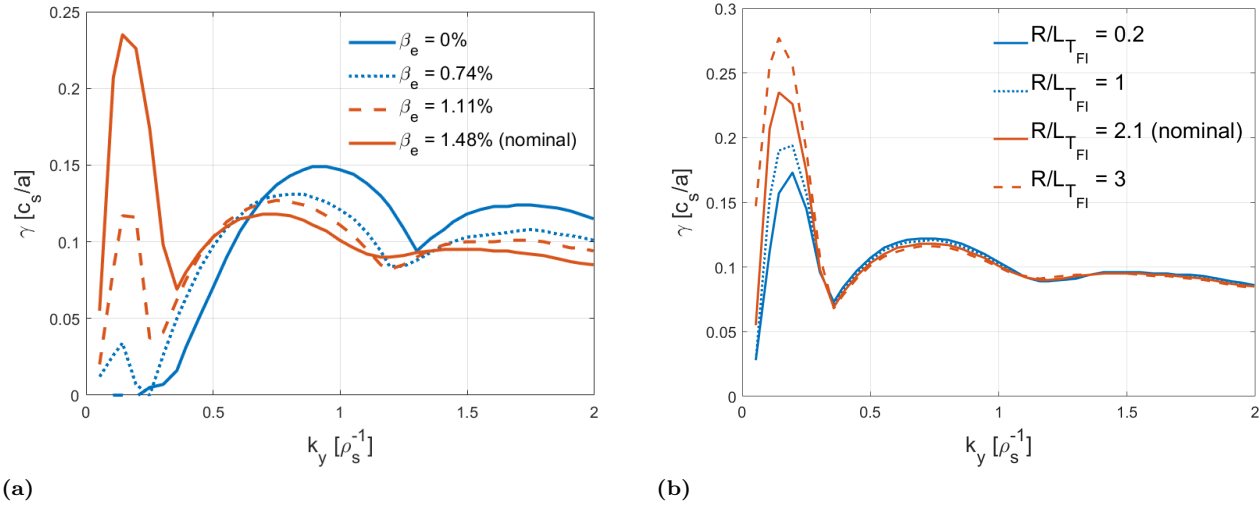 0.25
0.20
0.15
0.10
0.05
0
0
0.5
1
1.5
2
γ [c_s/a]
k_y [ρ_s^-1]
β_e = 0%
β_e = 0.74%
β_e = 1.11%
β_e = 1.48% (nominal)
(a)
0.3
0.25
0.2
0.15
0.1
0.05
0
0
0.5
1
1.5
2
γ [c_s/a]
k_y [ρ_s^-1]
R/L_T_FI = 0.2
R/L_T_FI = 1
R/L_T_FI = 2.1 (nominal)
R/L_T_FI = 3
(b)